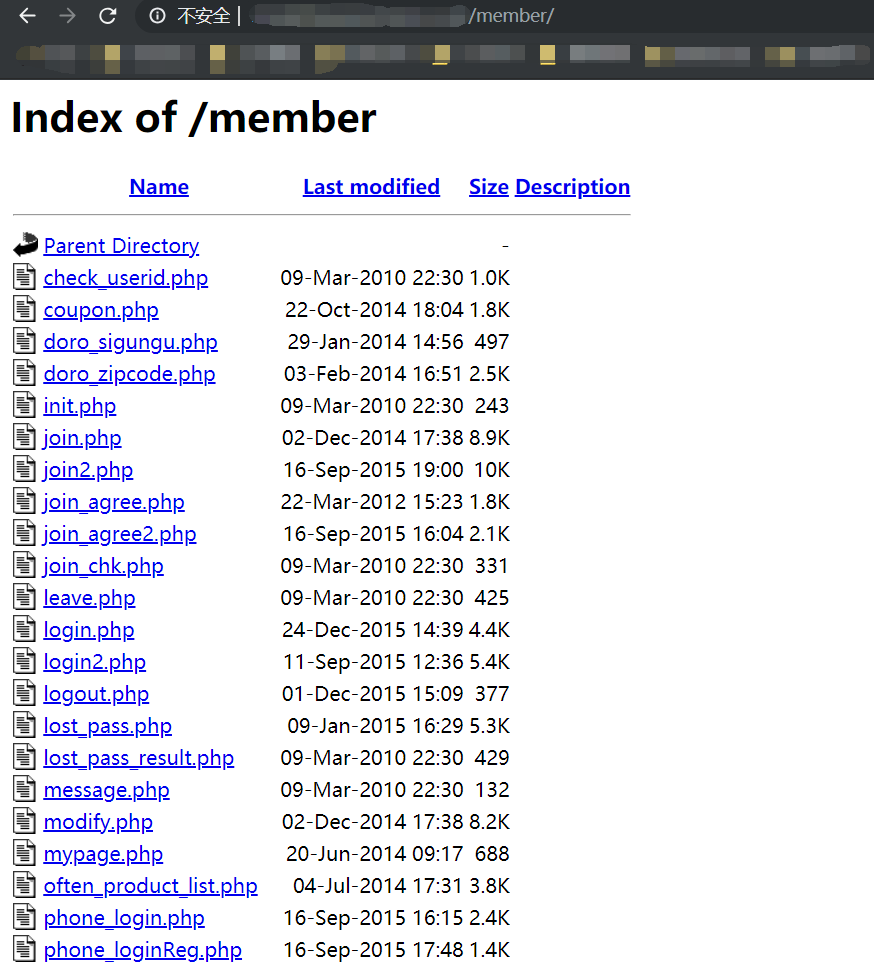 不安全 | /member/
Index of /member
Name Last modified Size Description
Parent Directory -
check_userid.php 09-Mar-2010 22:30 1.0K
coupon.php 22-Oct-2014 18:04 1.8K
doro_sigungu.php 29-Jan-2014 14:56 497
doro_zipcode.php 03-Feb-2014 16:51 2.5K
init.php 09-Mar-2010 22:30 243
join.php 02-Dec-2014 17:38 8.9K
join2.php 16-Sep-2015 19:00 10K
join_agree.php 22-Mar-2012 15:23 1.8K
join_agree2.php 16-Sep-2015 16:04 2.1K
join_chk.php 09-Mar-2010 22:30 331
leave.php 09-Mar-2010 22:30 425
login.php 24-Dec-2015 14:39 4.4K
login2.php 11-Sep-2015 12:36 5.4K
logout.php 01-Dec-2015 15:09 377
lost_pass.php 09-Jan-2015 16:29 5.3K
lost_pass_result.php 09-Mar-2010 22:30 429
message.php 09-Mar-2010 22:30 132
modify.php 02-Dec-2014 17:38 8.2K
mypage.php 20-Jun-2014 09:17 688
often_product_list.php 04-Jul-2014 17:31 3.8K
phone_login.php 16-Sep-2015 16:15 2.4K
phone_loginReg.php 16-Sep-2015 17:48 1.4K